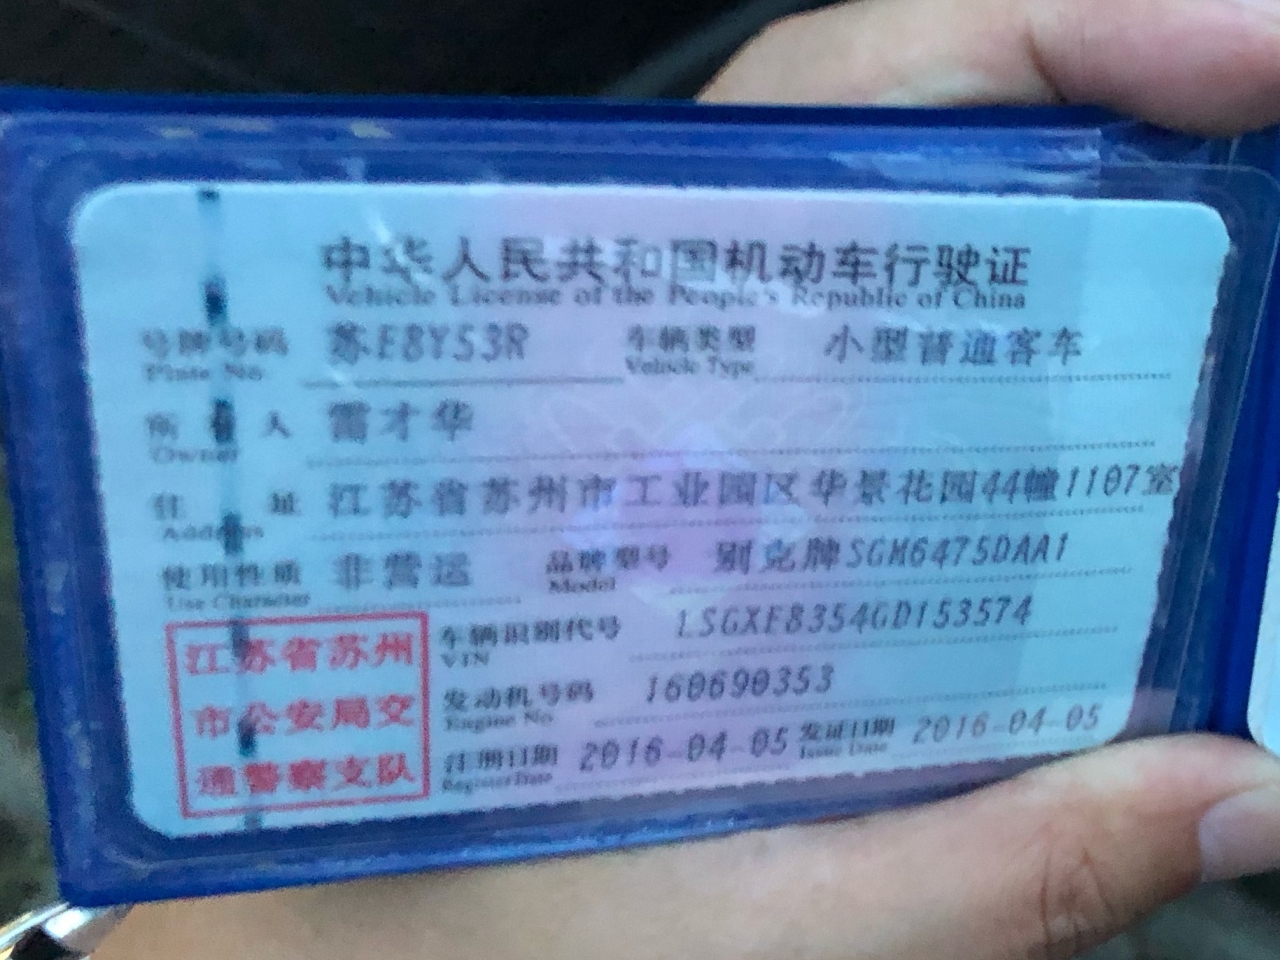 中华人民共和国机动车行驶证
Vehicle License of the People's Republic of China
号牌号码 苏E8Y53R 车辆类型 小型普通客车
Plate No. Vehicle Type
所有人 雷才华
Owner
住址 江苏省苏州市工业园区华景花园44幢1107室
Address
使用性质 非营运 品牌型号 别克牌SGM6475DAA1
Use Character Model
江苏省苏州
市公安局交
通警察支队
车辆识别代号 LSGXE8354GD153574
VIN
发动机号码 160690353
Engine No.
注册日期 2016-04-05 发证日期 2016-04-05
Register Date Issue Date